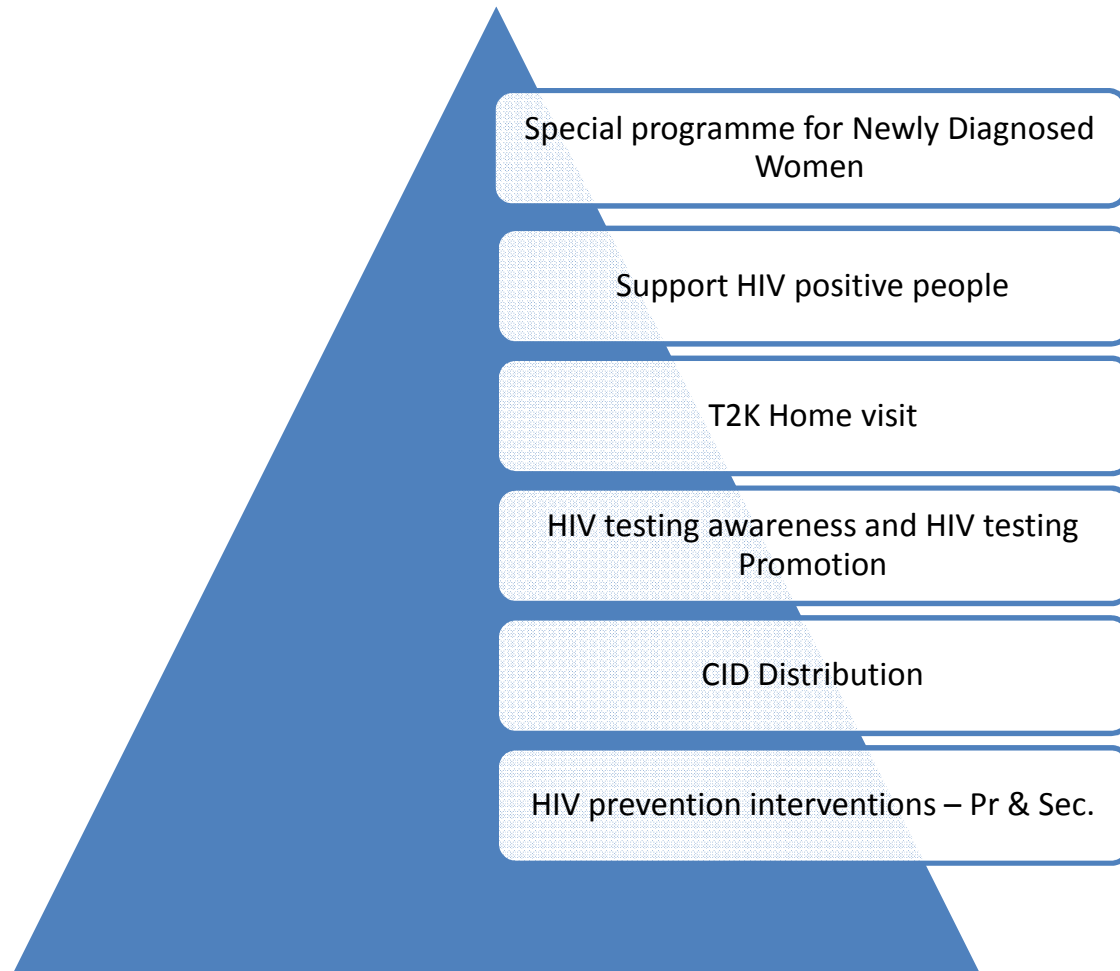 Special programme for Newly Diagnosed
Women
Support HIV positive people
T2K Home visit
HIV testing awareness and HIV testing
Promotion
CID Distribution
HIV prevention interventions – Pr & Sec.